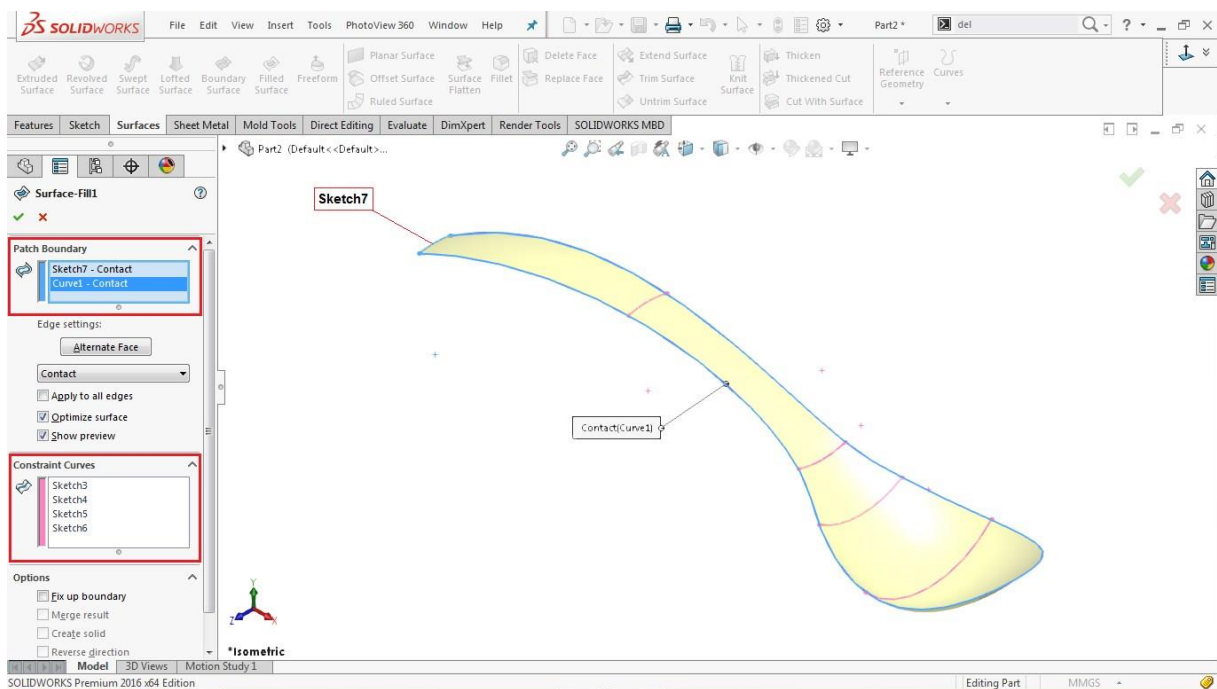 SOLIDWORKS File Edit View Insert Tools PhotoView 360 Window Help Part2 * del ?
Extruded Surface
Revolved Surface
Swept Surface
Lofted Surface
Boundary Surface
Filled Surface
Freeform
Planar Surface
Offset Surface
Ruled Surface
Surface Flatten
Fillet
Delete Face
Replace Face
Extend Surface
Trim Surface
Untrim Surface
Knit Surface
Thicken
Thickened Cut
Cut With Surface
Reference Geometry
Curves
Features Sketch Surfaces Sheet Metal Mold Tools Direct Editing Evaluate DimXpert Render Tools SOLIDWORKS MBD
Part2 (Default<<Default>...
Surface-Fill1
Patch Boundary
Sketch7 - Contact
Curve1 - Contact
Edge settings:
Alternate Face
Contact
Apply to all edges
Optimize surface
Show preview
Constraint Curves
Sketch3
Sketch4
Sketch5
Sketch6
Options
Fix up boundary
Merge result
Create solid
Reverse direction
Sketch7
Contact(Curve1)
Y
Z
X
*Isometric
Model 3D Views Motion Study 1
SOLIDWORKS Premium 2016 x64 Edition Editing Part MMGS